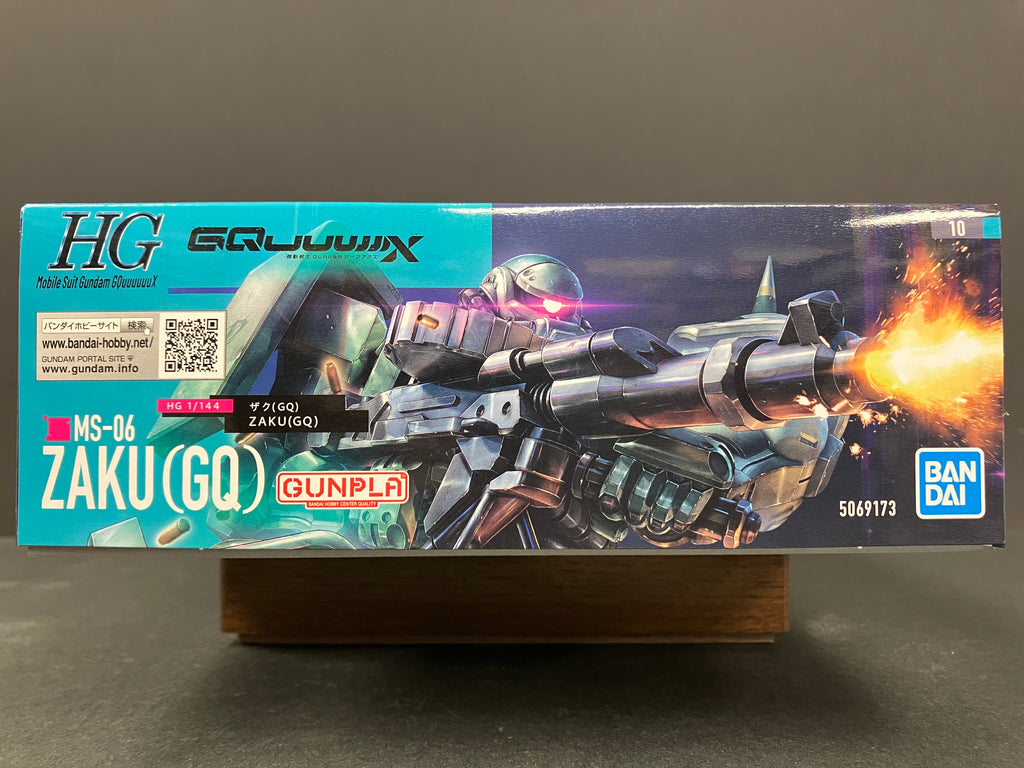 HG
Mobile Suit Gundam GQuuuuuuX
GQuuuuuuX
機動戦士Gundam ジークアクス
10
バンダイホビーサイト 検索
www.bandai-hobby.net/
GUNDAM PORTAL SITE
www.gundam.info
HG 1/144
ザク(GQ)
ZAKU(GQ)
MS-06
ZAKU(GQ)
GUNPLA
BANDAI HOBBY CENTER QUALITY
5069173
BAN
DAI